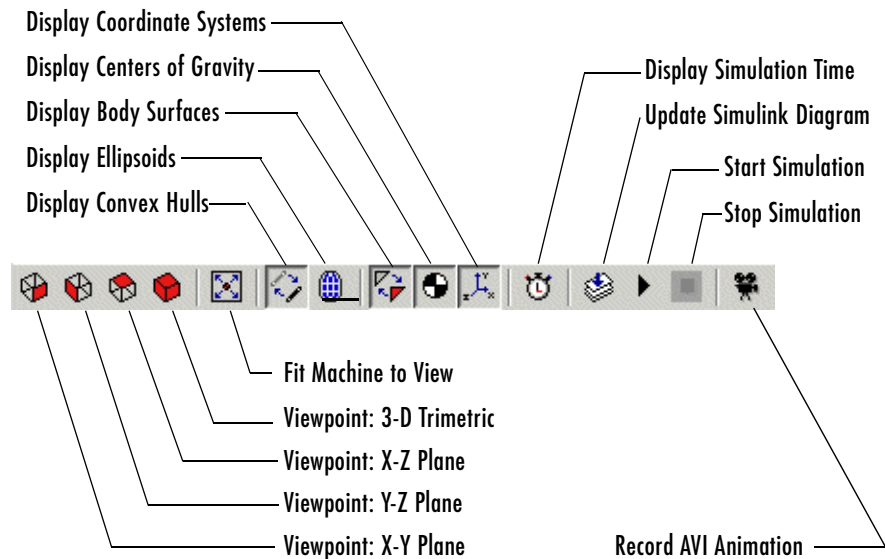 Display Coordinate Systems
Display Centers of Gravity
Display Body Surfaces
Display Ellipsoids
Display Convex Hulls
Display Simulation Time
Update Simulink Diagram
Start Simulation
Stop Simulation
Fit Machine to View
Viewpoint: 3-D Trimetric
Viewpoint: X-Z Plane
Viewpoint: Y-Z Plane
Viewpoint: X-Y Plane
Record AVI Animation